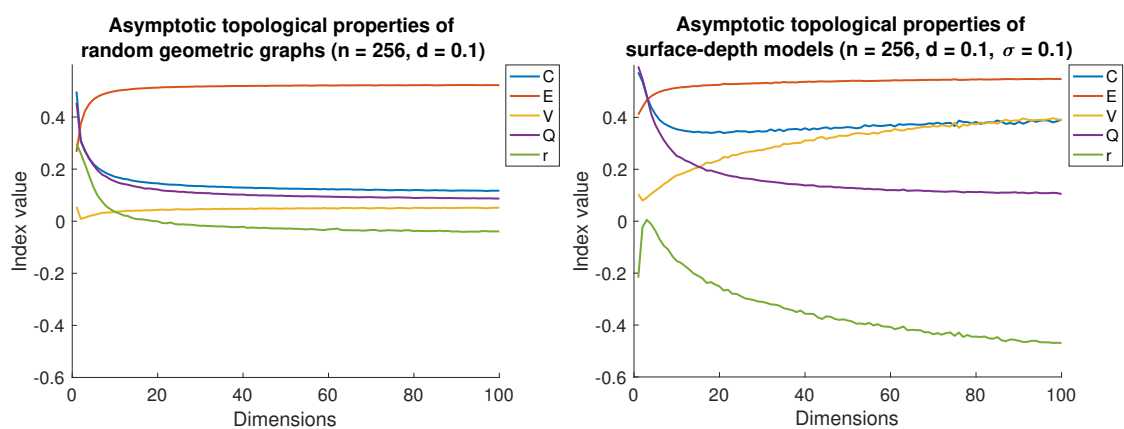 Asymptotic topological properties of
random geometric graphs (n = 256, d = 0.1)
C
E
V
Q
r
0.4
0.2
0
-0.2
-0.4
-0.6
Index value
0
20
40
60
80
100
Dimensions
Asymptotic topological properties of
surface-depth models (n = 256, d = 0.1, σ = 0.1)
C
E
V
Q
r
0.4
0.2
0
-0.2
-0.4
-0.6
Index value
0
20
40
60
80
100
Dimensions